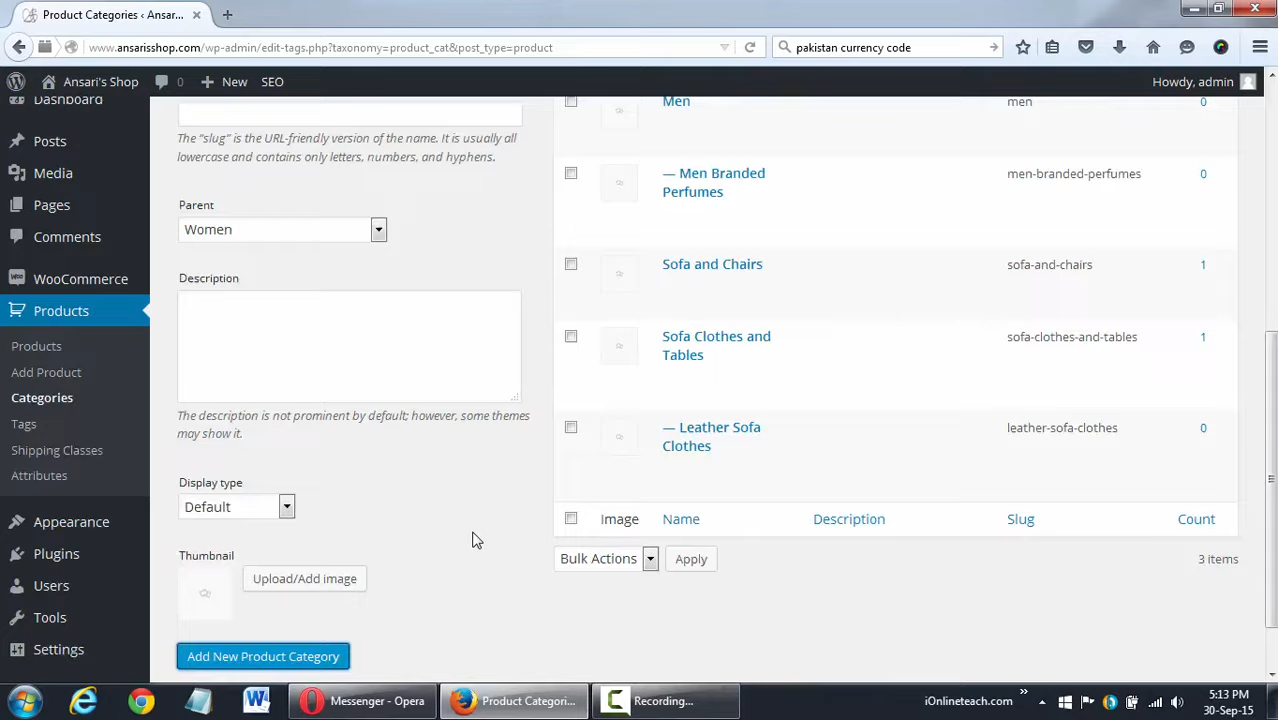 Product Categories ‹ Ansar...
www.ansarisshop.com/wp-admin/edit-tags.php?taxonomy=product_cat&post_type=product
pakistan currency code
Ansari's Shop
0
New
SEO
Howdy, admin
Dashboard
Posts
Media
Pages
Comments
WooCommerce
Products
Products
Add Product
Categories
Tags
Shipping Classes
Attributes
Appearance
Plugins
Users
Tools
Settings
The "slug" is the URL-friendly version of the name. It is usually all
lowercase and contains only letters, numbers, and hyphens.
Parent
Women
Description
The description is not prominent by default; however, some themes
may show it.
Display type
Default
Thumbnail
Upload/Add image
Add New Product Category
Men men 0
— Men Branded men-branded-perfumes 0
Perfumes
Sofa and Chairs sofa-and-chairs 1
Sofa Clothes and sofa-clothes-and-tables 1
Tables
— Leather Sofa leather-sofa-clothes 0
Clothes
Image Name Description Slug Count
Bulk Actions Apply 3 items
Messenger - Opera
Product Categori...
Recording...
iOnlineteach.com
5:13 PM
30-Sep-15